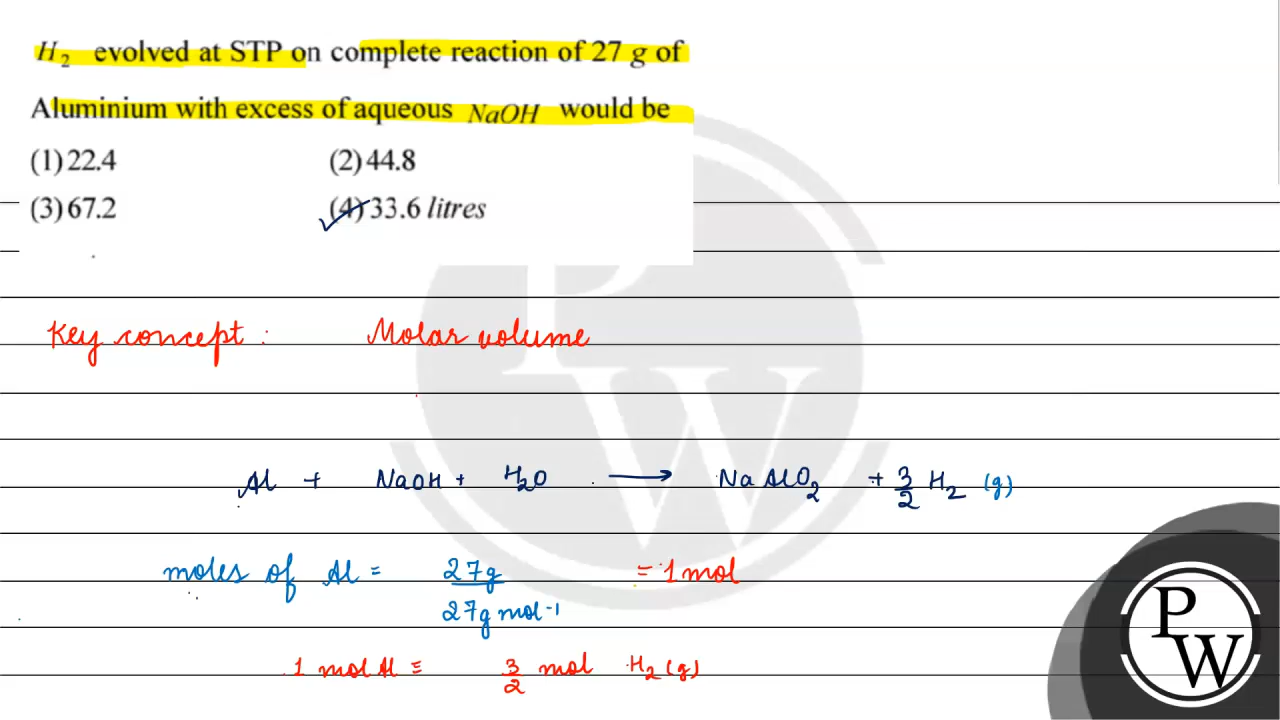 H₂ evolved at STP on complete reaction of 27 g of
Aluminium with excess of aqueous NaOH would be
(1) 22.4 (2) 44.8
(3) 67.2 (4) 33.6 litres
Key concept : Molar volume
Al + NaOH + H₂O → NaAlO₂ + 3/2 H₂ (g)
moles of Al = 27g / 27g mol⁻¹ = 1 mol
1 mol Al ≡ 3/2 mol H₂(g)
PW
PW